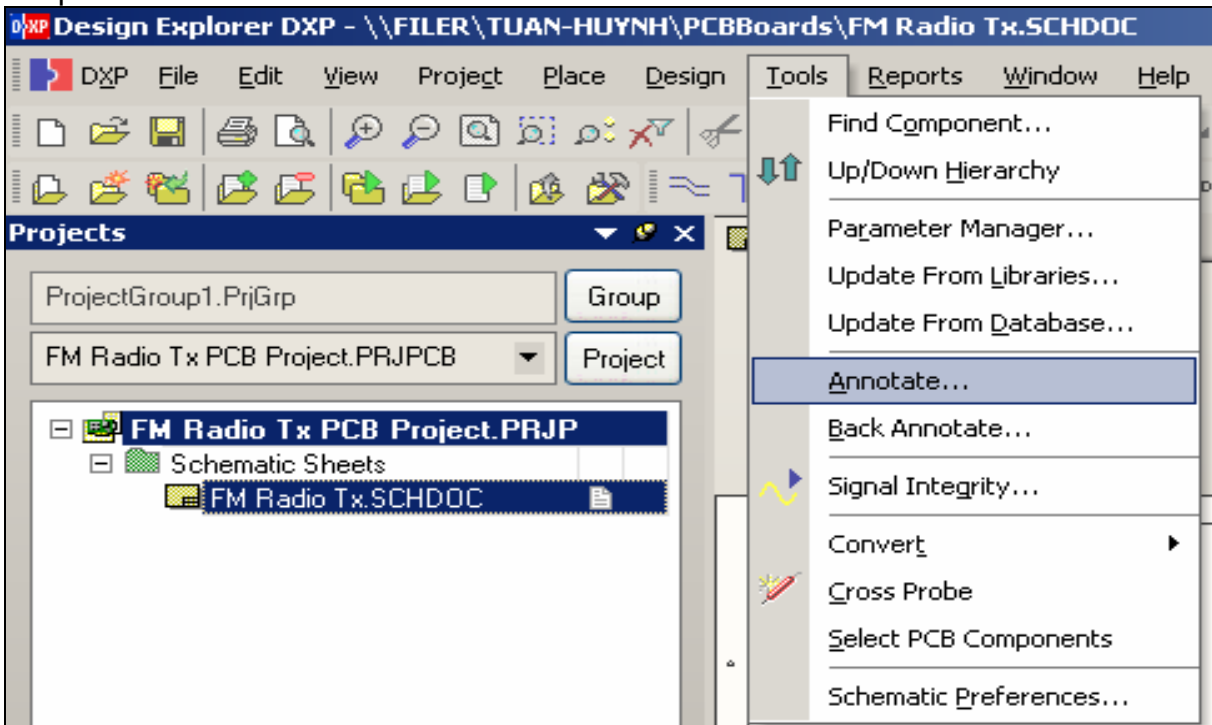 DXP Design Explorer DXP - \\FILER\TUAN-HUYNH\PCBBoards\FM Radio Tx.SCHDOC
DXP File Edit View Project Place Design Tools Reports Window Help
Find Component...
Up/Down Hierarchy
Projects
Parameter Manager...
ProjectGroup1.PrjGrp Group
Update From Libraries...
Update From Database...
FM Radio Tx PCB Project.PRJPCB Project
Annotate...
FM Radio Tx PCB Project.PRJP
Back Annotate...
Schematic Sheets
FM Radio Tx.SCHDOC
Signal Integrity...
Convert
Cross Probe
Select PCB Components
Schematic Preferences...